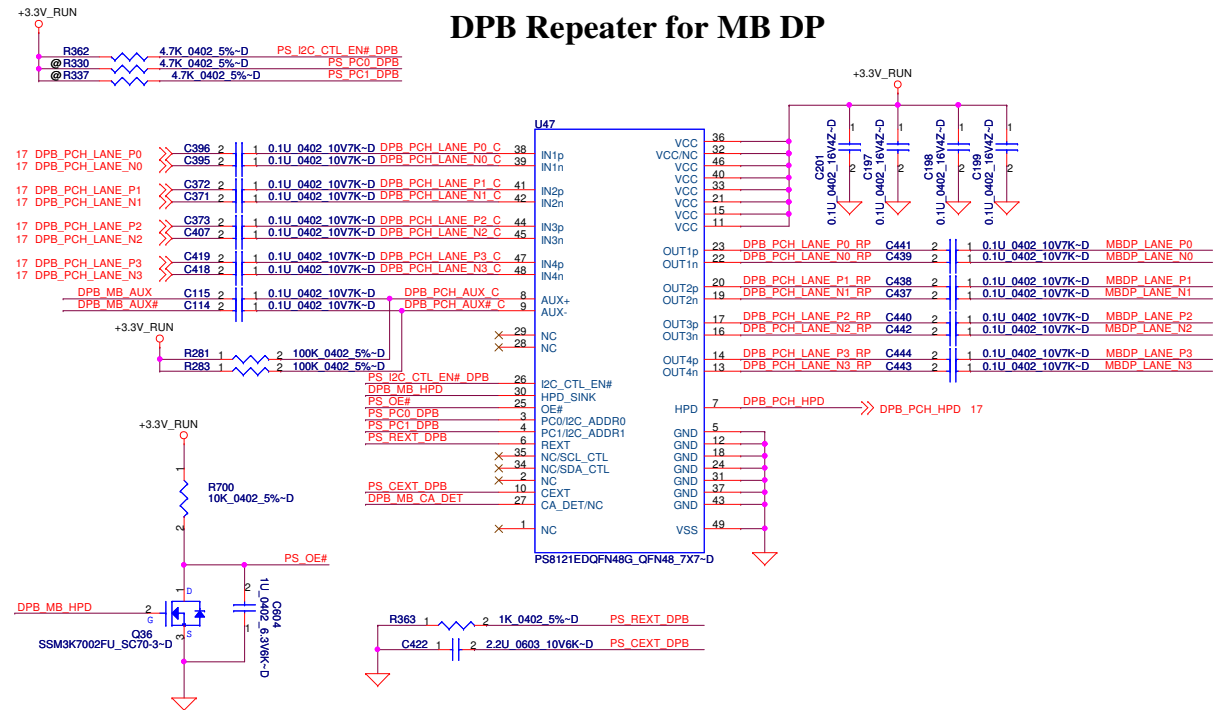 DPB Repeater for MB DP
+3.3V_RUN
R362 4.7K_0402_5%~D PS_I2C_CTL_EN#_DPB
@R330 4.7K_0402_5%~D PS_PC0_DPB
@R337 4.7K_0402_5%~D PS_PC1_DPB
+3.3V_RUN
C201 0.1U_0402_16V4Z~D 1 2
C197 0.1U_0402_16V4Z~D 1 2
C198 0.1U_0402_16V4Z~D 1 2
C199 0.1U_0402_16V4Z~D 1 2
U47
17 DPB_PCH_LANE_P0 C396 2 1 0.1U_0402_10V7K~D DPB_PCH_LANE_P0_C 38 IN1p
17 DPB_PCH_LANE_N0 C395 2 1 0.1U_0402_10V7K~D DPB_PCH_LANE_N0_C 39 IN1n
17 DPB_PCH_LANE_P1 C372 2 1 0.1U_0402_10V7K~D DPB_PCH_LANE_P1_C 41 IN2p
17 DPB_PCH_LANE_N1 C371 2 1 0.1U_0402_10V7K~D DPB_PCH_LANE_N1_C 42 IN2n
17 DPB_PCH_LANE_P2 C373 2 1 0.1U_0402_10V7K~D DPB_PCH_LANE_P2_C 44 IN3p
17 DPB_PCH_LANE_N2 C407 2 1 0.1U_0402_10V7K~D DPB_PCH_LANE_N2_C 45 IN3n
17 DPB_PCH_LANE_P3 C419 2 1 0.1U_0402_10V7K~D DPB_PCH_LANE_P3_C 47 IN4p
17 DPB_PCH_LANE_N3 C418 2 1 0.1U_0402_10V7K~D DPB_PCH_LANE_N3_C 48 IN4n
DPB_MB_AUX C115 2 1 0.1U_0402_10V7K~D DPB_PCH_AUX_C 8 AUX+
DPB_MB_AUX# C114 2 1 0.1U_0402_10V7K~D DPB_PCH_AUX#_C 9 AUX-
+3.3V_RUN
29 NC
28 NC
R281 1 2 100K_0402_5%~D
R283 1 2 100K_0402_5%~D
PS_I2C_CTL_EN#_DPB 26 I2C_CTL_EN#
DPB_MB_HPD 30 HPD_SINK
PS_OE# 25 OE#
PS_PC0_DPB 3 PC0/I2C_ADDR0
PS_PC1_DPB 4 PC1/I2C_ADDR1
PS_REXT_DPB 6 REXT
35 NC/SCL_CTL
34 NC/SDA_CTL
2 NC
PS_CEXT_DPB 10 CEXT
DPB_MB_CA_DET 27 CA_DET/NC
1 NC
VCC 36
VCC/NC 32
VCC 46
VCC 40
VCC 33
VCC 21
VCC 15
VCC 11
OUT1p 23 DPB_PCH_LANE_P0_RP C441 2 1 0.1U_0402_10V7K~D MBDP_LANE_P0
OUT1n 22 DPB_PCH_LANE_N0_RP C439 2 1 0.1U_0402_10V7K~D MBDP_LANE_N0
OUT2p 20 DPB_PCH_LANE_P1_RP C438 2 1 0.1U_0402_10V7K~D MBDP_LANE_P1
OUT2n 19 DPB_PCH_LANE_N1_RP C437 2 1 0.1U_0402_10V7K~D MBDP_LANE_N1
OUT3p 17 DPB_PCH_LANE_P2_RP C440 2 1 0.1U_0402_10V7K~D MBDP_LANE_P2
OUT3n 16 DPB_PCH_LANE_N2_RP C442 2 1 0.1U_0402_10V7K~D MBDP_LANE_N2
OUT4p 14 DPB_PCH_LANE_P3_RP C444 2 1 0.1U_0402_10V7K~D MBDP_LANE_P3
OUT4n 13 DPB_PCH_LANE_N3_RP C443 2 1 0.1U_0402_10V7K~D MBDP_LANE_N3
HPD 7 DPB_PCH_HPD DPB_PCH_HPD 17
GND 5
GND 12
GND 18
GND 24
GND 31
GND 37
GND 43
VSS 49
PS8121EDQFN48G_QFN48_7X7~D
+3.3V_RUN
1
R700
10K_0402_5%~D
2
PS_OE#
DPB_MB_HPD 2 G
1 D
3 S
Q36
SSM3K7002FU_SC70-3~D
2
1
C604
1U_0402_6.3V6K~D
R363 1 2 1K_0402_5%~D PS_REXT_DPB
C422 1 2 2.2U_0603_10V6K~D PS_CEXT_DPB